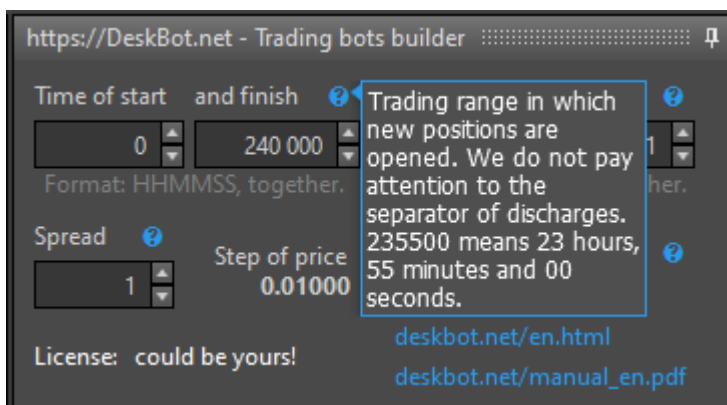 https://DeskBot.net - Trading bots builder
Time of start and finish
0 240 000 1
Format: HHMMSS, together. her.
Trading range in which
new positions are
opened. We do not pay
attention to the
separator of discharges.
235500 means 23 hours,
55 minutes and 00
seconds.
Spread
1
Step of price
0.01000
License: could be yours!
deskbot.net/en.html
deskbot.net/manual_en.pdf